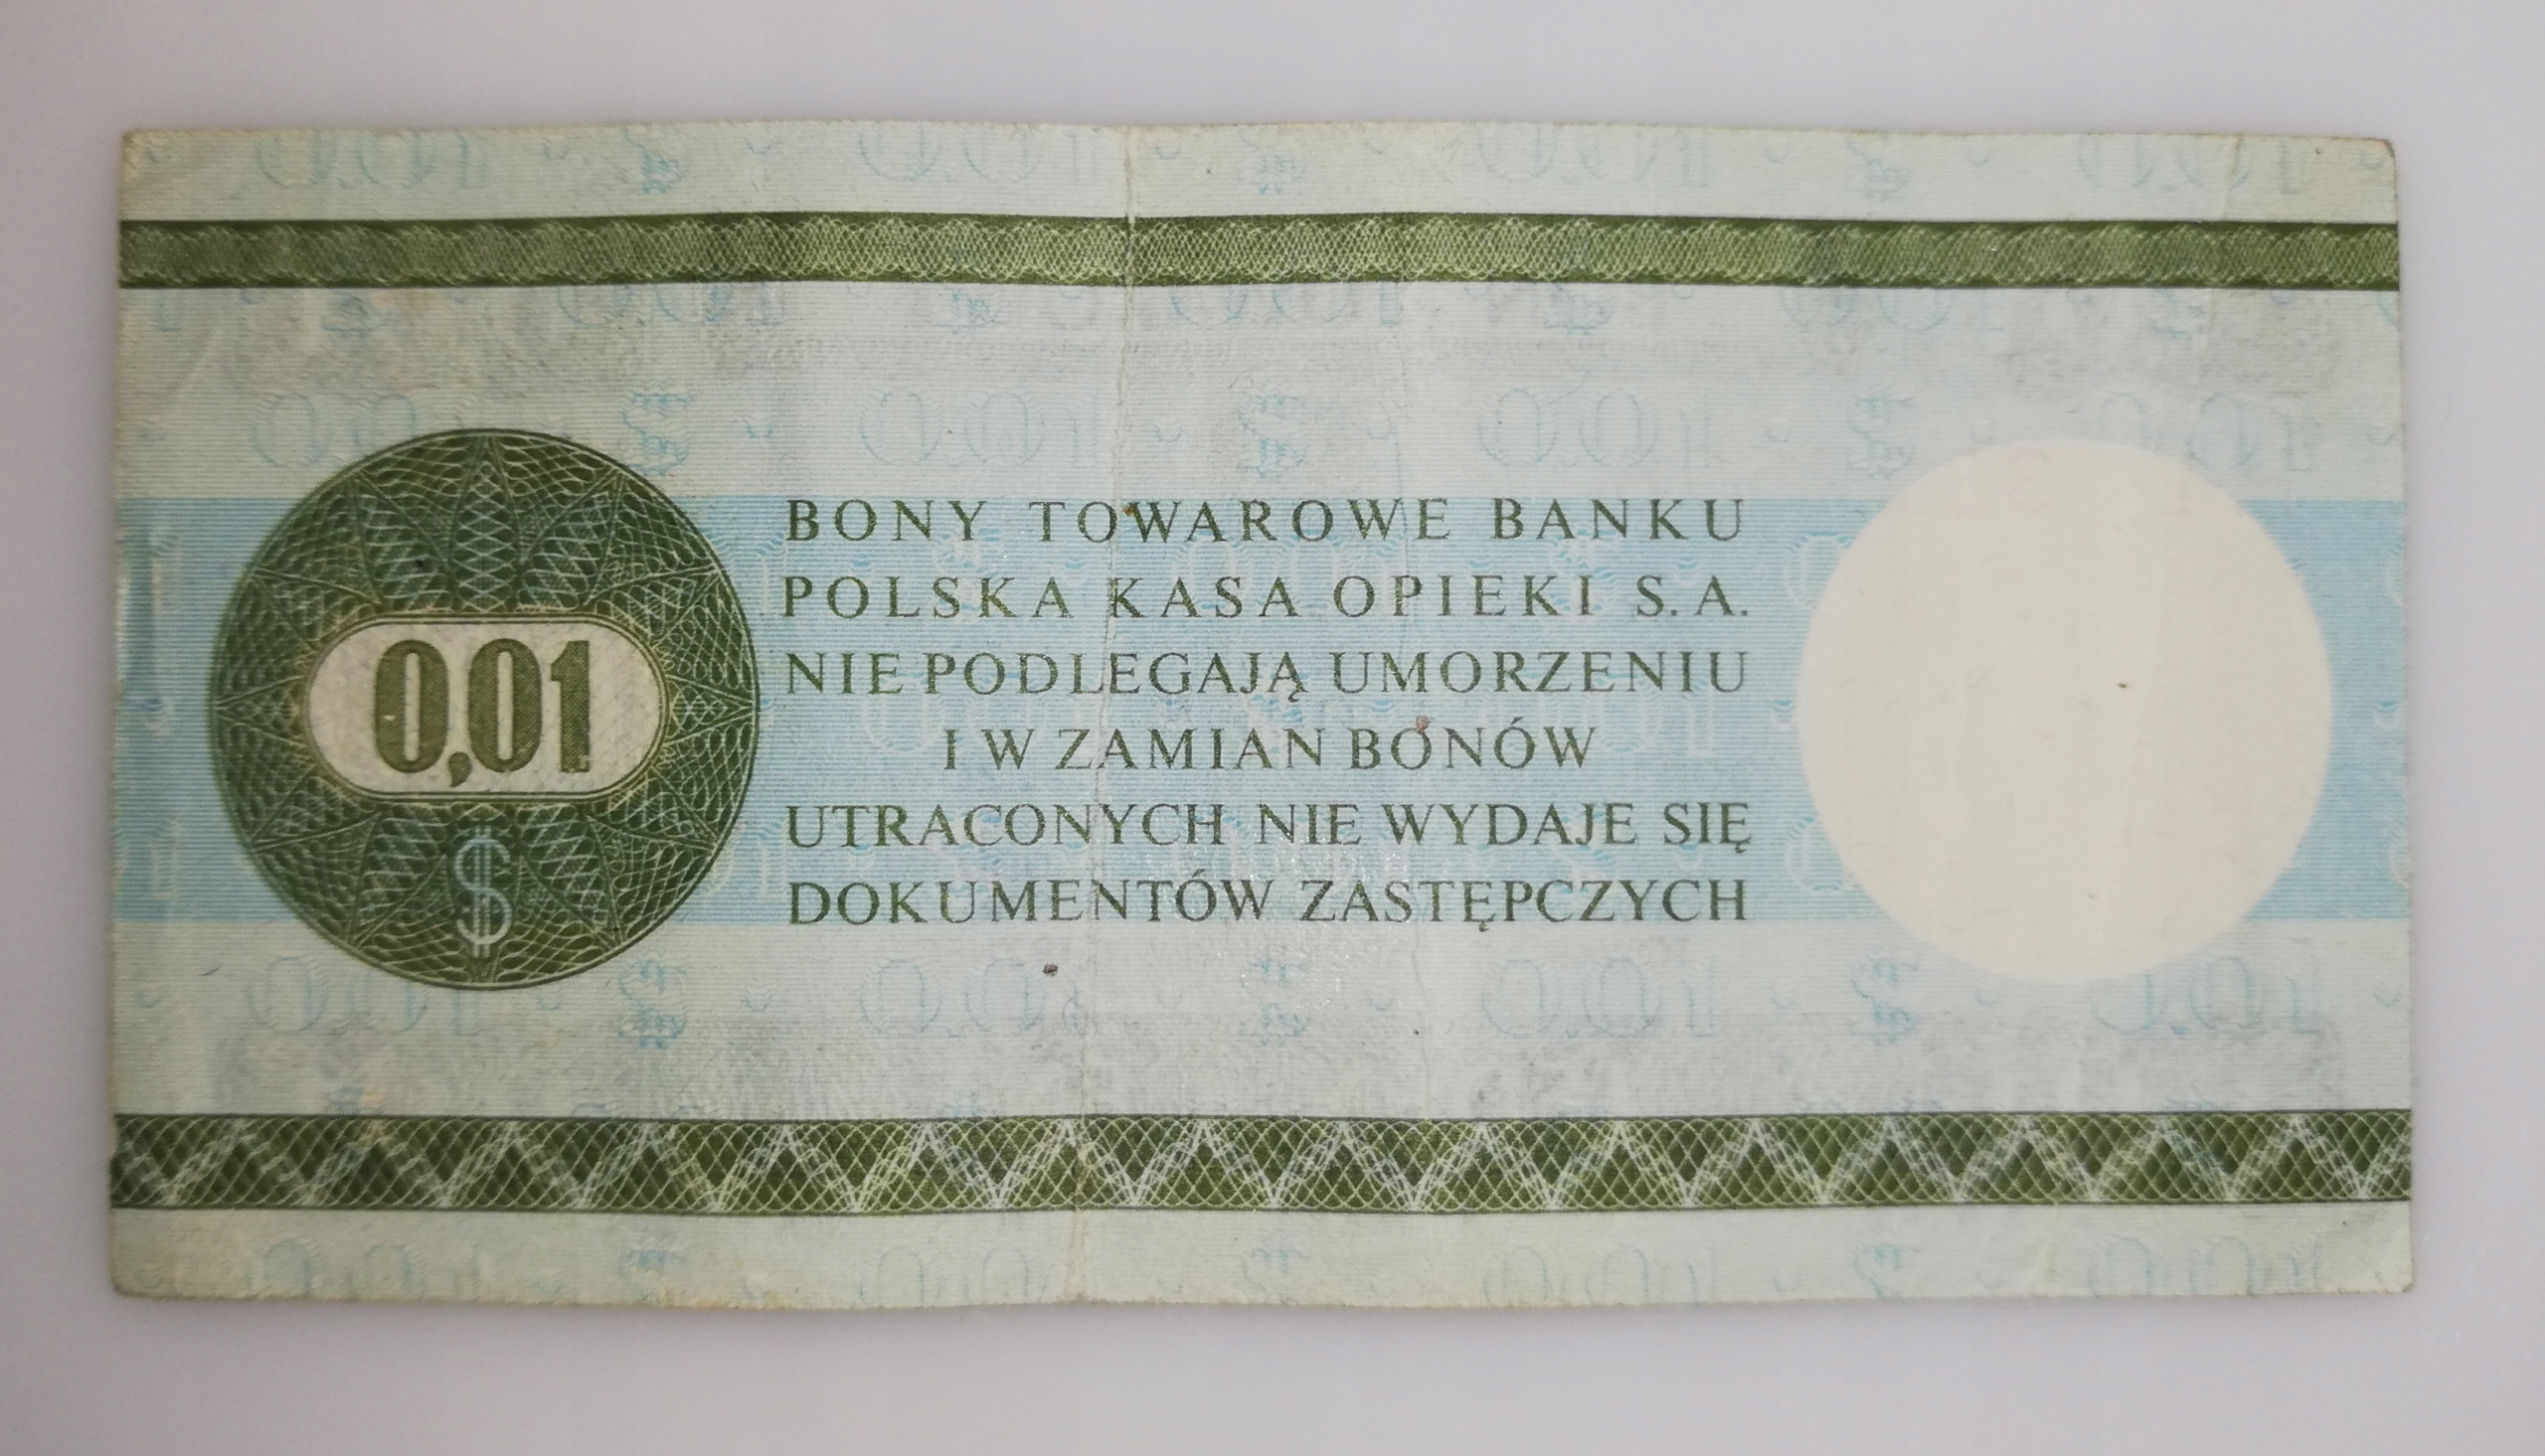 BONY TOWAROWE BANKU
POLSKA KASA OPIEKI S. A.
NIE PODLEGAJĄ UMORZENIU
I W ZAMIAN BONÓW
UTRACONYCH NIE WYDAJE SIĘ
DOKUMENTÓW ZASTĘPCZYCH
0,01
$